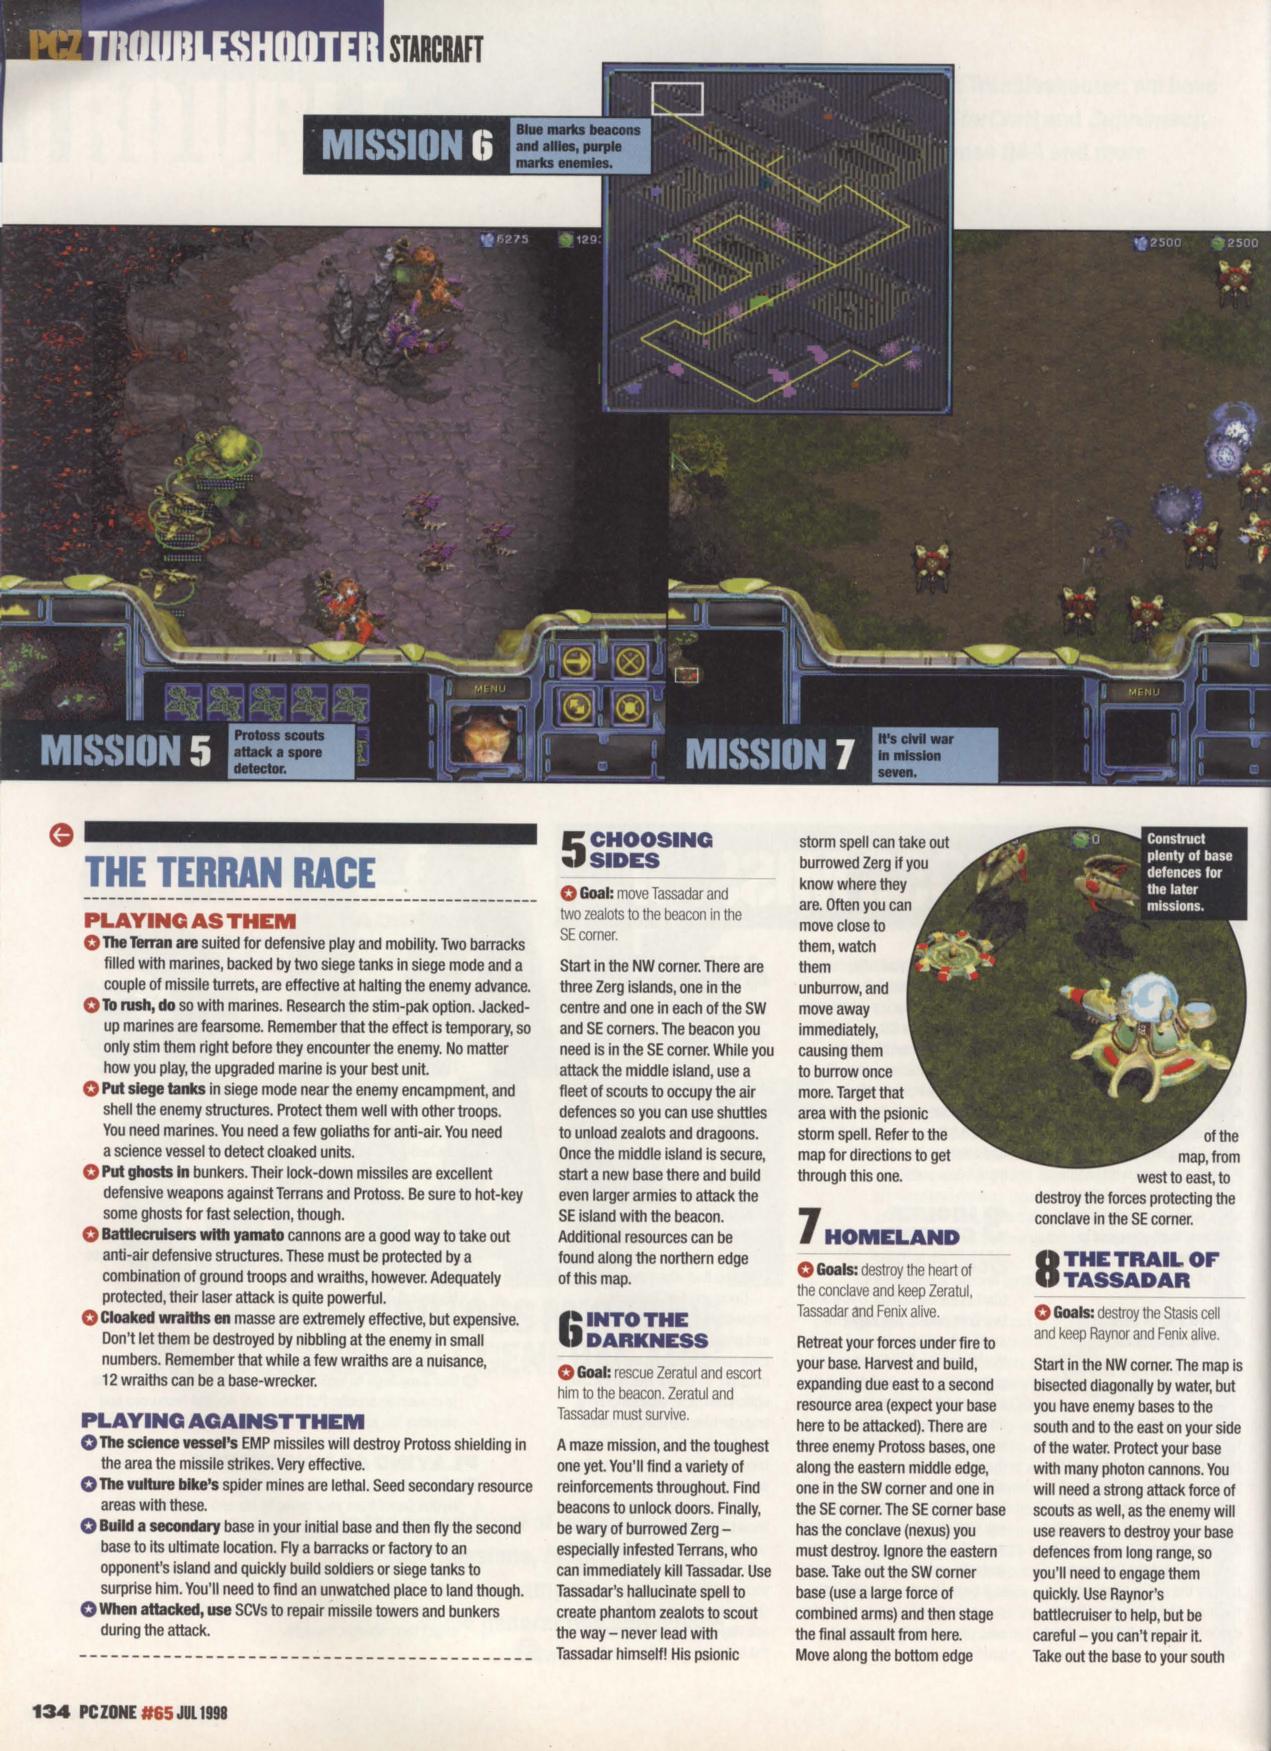 PCZ TROUBLESHOOTER STARCRAFT
MISSION 6
Blue marks beacons
and allies, purple
marks enemies.
6275
1293
2500
2500
MENU
MENU
MISSION 5
Protoss scouts
attack a spore
detector.
MISSION 7
It's civil war
in mission
seven.
THE TERRAN RACE
PLAYING AS THEM
The Terran are suited for defensive play and mobility. Two barracks
filled with marines, backed by two siege tanks in siege mode and a
couple of missile turrets, are effective at halting the enemy advance.
To rush, do so with marines. Research the stim-pak option. Jacked-
up marines are fearsome. Remember that the effect is temporary, so
only stim them right before they encounter the enemy. No matter
how you play, the upgraded marine is your best unit.
Put siege tanks in siege mode near the enemy encampment, and
shell the enemy structures. Protect them well with other troops.
You need marines. You need a few goliaths for anti-air. You need
a science vessel to detect cloaked units.
Put ghosts in bunkers. Their lock-down missiles are excellent
defensive weapons against Terrans and Protoss. Be sure to hot-key
some ghosts for fast selection, though.
Battlecruisers with yamato cannons are a good way to take out
anti-air defensive structures. These must be protected by a
combination of ground troops and wraiths, however. Adequately
protected, their laser attack is quite powerful.
Cloaked wraiths en masse are extremely effective, but expensive.
Don't let them be destroyed by nibbling at the enemy in small
numbers. Remember that while a few wraiths are a nuisance,
12 wraiths can be a base-wrecker.
PLAYING AGAINST THEM
The science vessel's EMP missiles will destroy Protoss shielding in
the area the missile strikes. Very effective.
The vulture bike's spider mines are lethal. Seed secondary resource
areas with these.
Build a secondary base in your initial base and then fly the second
base to its ultimate location. Fly a barracks or factory to an
opponent's island and quickly build soldiers or siege tanks to
surprise him. You'll need to find an unwatched place to land though.
When attacked, use SCVs to repair missile towers and bunkers
during the attack.
5 CHOOSING
SIDES
Goal: move Tassadar and
two zealots to the beacon in the
SE corner.
Start in the NW corner. There are
three Zerg islands, one in the
centre and one in each of the SW
and SE corners. The beacon you
need is in the SE corner. While you
attack the middle island, use a
fleet of scouts to occupy the air
defences so you can use shuttles
to unload zealots and dragoons.
Once the middle island is secure,
start a new base there and build
even larger armies to attack the
SE island with the beacon.
Additional resources can be
found along the northern edge
of this map.
6 INTO THE
DARKNESS
Goal: rescue Zeratul and escort
him to the beacon. Zeratul and
Tassadar must survive.
A maze mission, and the toughest
one yet. You'll find a variety of
reinforcements throughout. Find
beacons to unlock doors. Finally,
be wary of burrowed Zerg –
especially infested Terrans, who
can immediately kill Tassadar. Use
Tassadar's hallucinate spell to
create phantom zealots to scout
the way – never lead with
Tassadar himself! His psionic
storm spell can take out
burrowed Zerg if you
know where they
are. Often you can
move close to
them, watch
them
unburrow, and
move away
immediately,
causing them
to burrow once
more. Target that
area with the psionic
storm spell. Refer to the
map for directions to get
through this one.
7 HOMELAND
Goals: destroy the heart of
the conclave and keep Zeratul,
Tassadar and Fenix alive.
Retreat your forces under fire to
your base. Harvest and build,
expanding due east to a second
resource area (expect your base
here to be attacked). There are
three enemy Protoss bases, one
along the eastern middle edge,
one in the SW corner and one in
the SE corner. The SE corner base
has the conclave (nexus) you
must destroy. Ignore the eastern
base. Take out the SW corner
base (use a large force of
combined arms) and then stage
the final assault from here.
Move along the bottom edge
0
Construct
plenty of base
defences for
the later
missions.
of the
map, from
west to east, to
destroy the forces protecting the
conclave in the SE corner.
8 THE TRAIL OF
TASSADAR
Goals: destroy the Stasis cell
and keep Raynor and Fenix alive.
Start in the NW corner. The map is
bisected diagonally by water, but
you have enemy bases to the
south and to the east on your side
of the water. Protect your base
with many photon cannons. You
will need a strong attack force of
scouts as well, as the enemy will
use reavers to destroy your base
defences from long range, so
you'll need to engage them
quickly. Use Raynor's
battlecruiser to help, but be
careful – you can't repair it.
Take out the base to your south
134 PC ZONE #65 JUL 1998